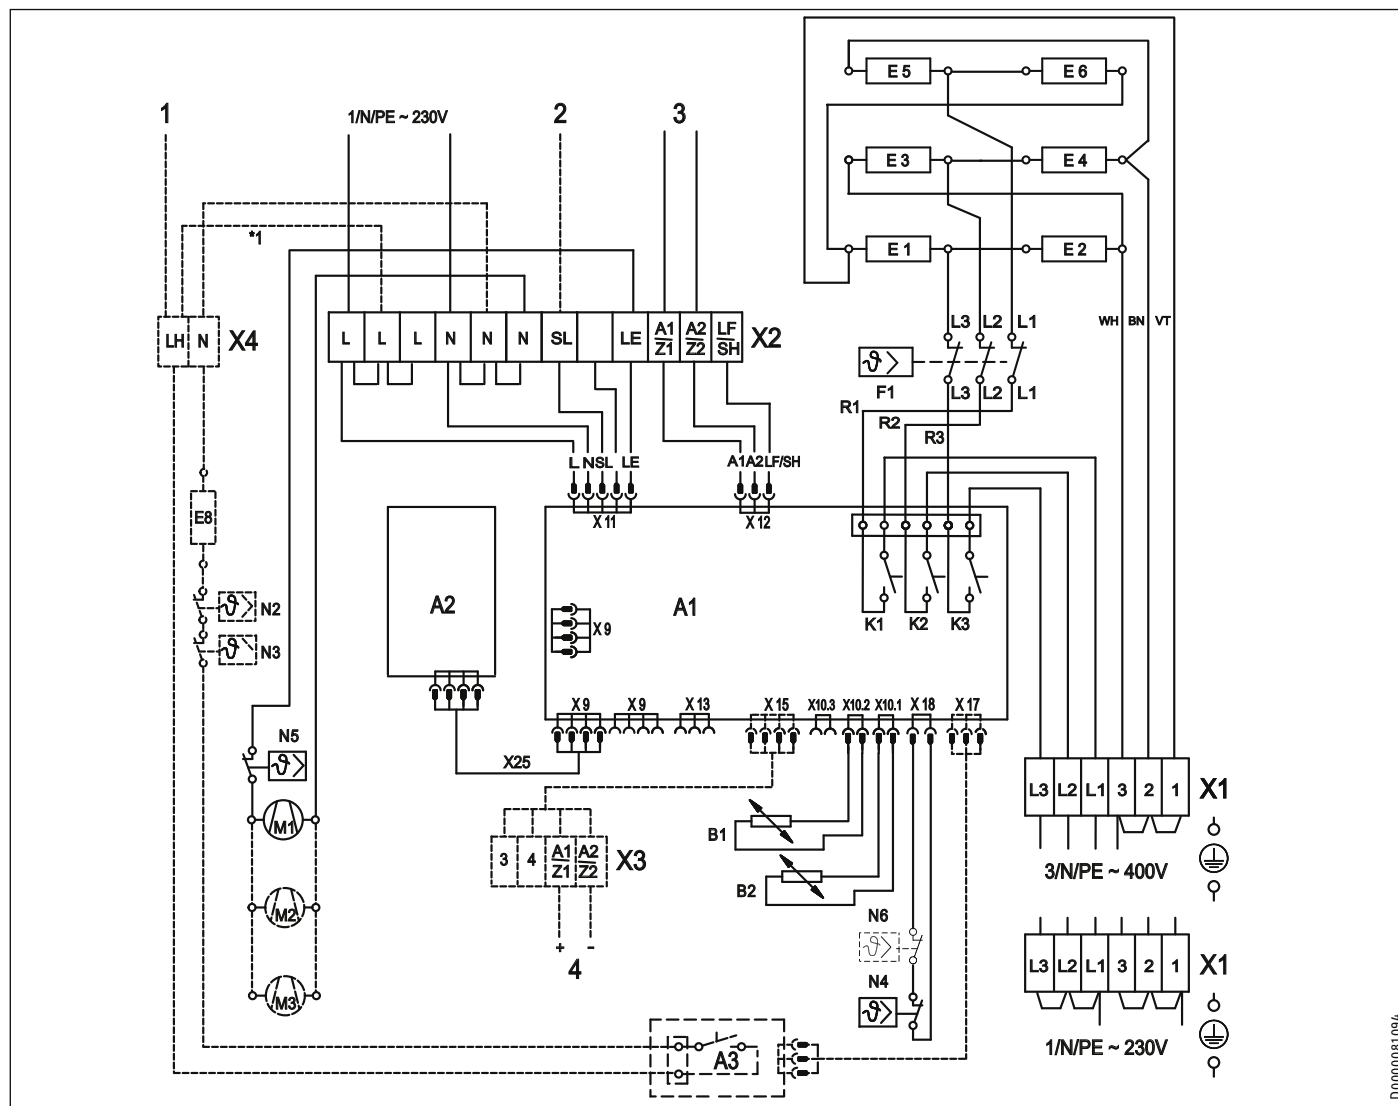 1
1/N/PE ~ 230V
2
3
E 5
E 6
E 3
E 4
E 1
E 2
*1
WH
BN
VT
L3
L2
L1
LH
N
X4
L
L
L
N
N
N
SL
LE
A1
Z1
A2
Z2
LF
SH
X2
F1
L3
L2
L1
R1
R2
R3
L
N
SL
LE
A1
A2
LF/SH
X 11
X 12
E8
A2
A1
X 9
K1
K2
K3
N2
N3
X 9
X 9
X 13
X 15
X10.3
X10.2
X10.1
X 18
X 17
N5
X25
M1
M2
M3
B1
B2
L3
L2
L1
3
2
1
X1
3/N/PE ~ 400V
3
4
A1
Z1
A2
Z2
X3
+
-
4
N6
N4
L3
L2
L1
3
2
1
X1
1/N/PE ~ 230V
A3
D0000081094